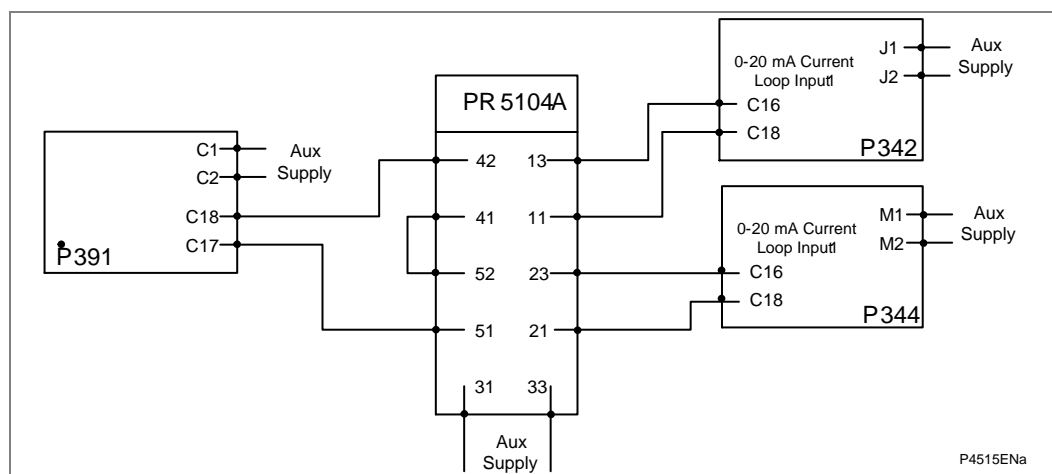 P391
C1
C2
Aux
Supply
C18
C17
PR 5104A
42
13
41
11
52
23
51
21
31
33
Aux
Supply
0-20 mA Current
Loop Input1
J1
J2
Aux
Supply
C16
C18
P342
0-20 mA Current
Loop Input1
M1
M2
Aux
Supply
C16
C18
P344
P4515ENa